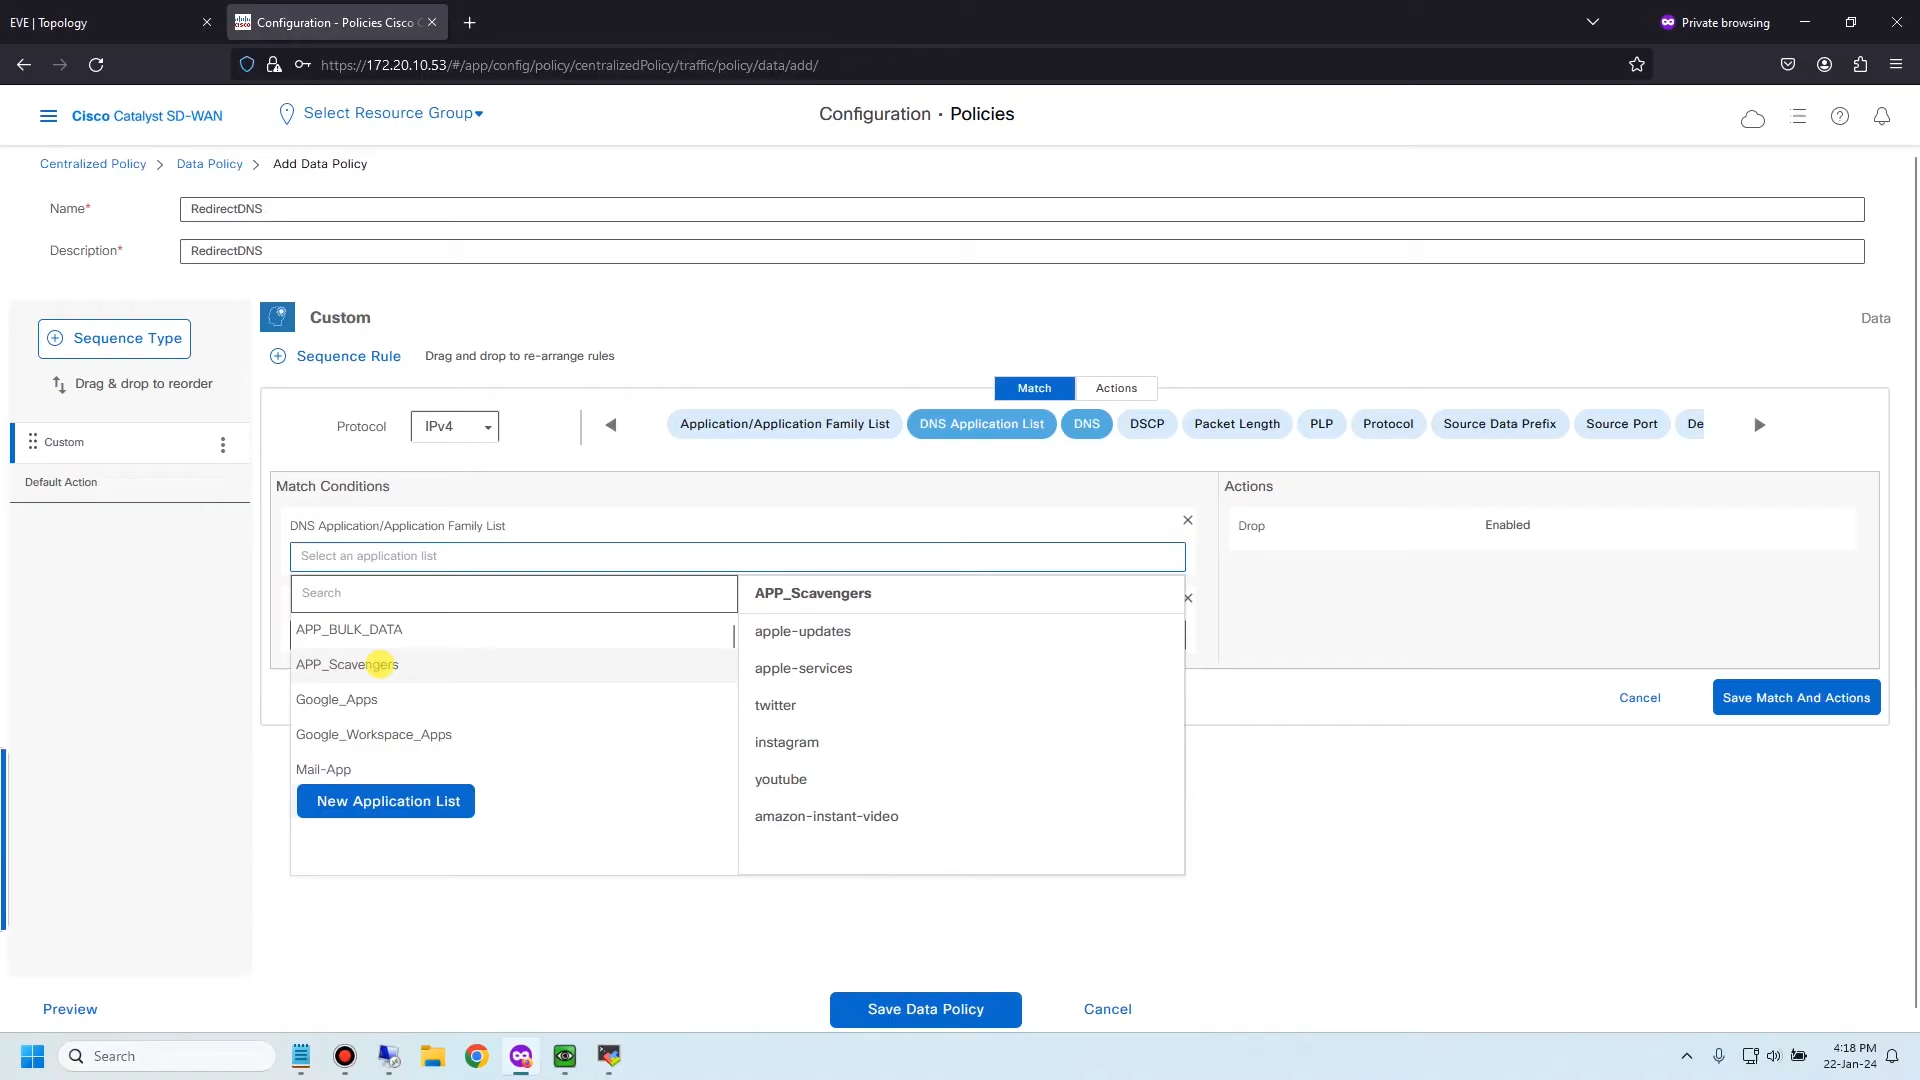 EVE | Topology
Configuration - Policies Cisco C
Private browsing
https://172.20.10.53/#/app/config/policy/centralizedPolicy/traffic/policy/data/add/
Cisco Catalyst SD-WAN
Select Resource Group
Configuration · Policies
Centralized Policy
Data Policy
Add Data Policy
Name*
RedirectDNS
Description*
RedirectDNS
Sequence Type
Drag & drop to reorder
Custom
Default Action
Custom
Data
Sequence Rule
Drag and drop to re-arrange rules
Match
Actions
Protocol
IPv4
Application/Application Family List
DNS Application List
DNS
DSCP
Packet Length
PLP
Protocol
Source Data Prefix
Source Port
De
Match Conditions
Actions
DNS Application/Application Family List
Select an application list
Drop
Enabled
Search
APP_BULK_DATA
APP_Scavengers
Google_Apps
Google_Workspace_Apps
Mail-App
New Application List
APP_Scavengers
apple-updates
apple-services
twitter
instagram
youtube
amazon-instant-video
Cancel
Save Match And Actions
Preview
Save Data Policy
Cancel
Search
4:18 PM
22-Jan-24